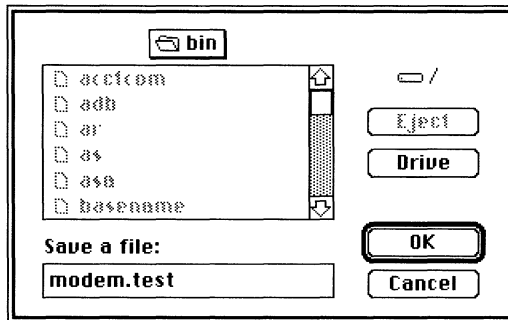 bin
acctcom
adb
ar
as
asa
basename
/
Eject
Drive
Save a file:
modem.test
OK
Cancel